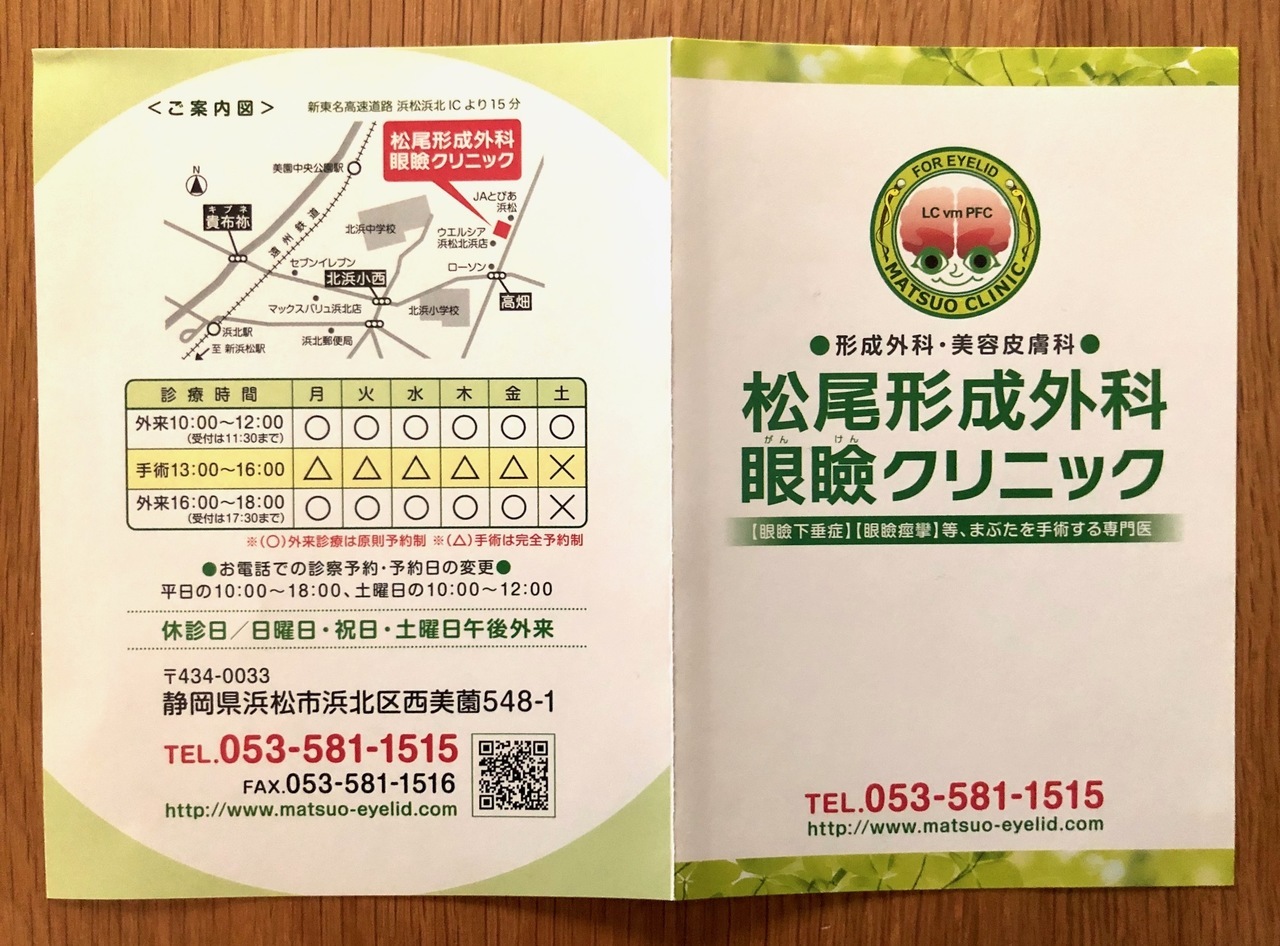 ＜ご案内図＞
新東名高速道路 浜松浜北ICより15分
松尾形成外科
眼瞼クリニック
美薗中央公園駅
N
キブネ
貴布祢
遠州鉄道
北浜中学校
JAとぴあ
浜松
ウエルシア
浜松北浜店
セブンイレブン
北浜小西
ローソン
高畑
マックスバリュ浜北店
北浜小学校
浜北駅
浜北郵便局
至 新浜松駅
診療時間 月 火 水 木 金 土
外来10:00～12:00 ○ ○ ○ ○ ○ ○
(受付は11:30まで)
手術13:00～16:00 △ △ △ △ △ ×
外来16:00～18:00 ○ ○ ○ ○ ○ ×
(受付は17:30まで)
※(○)外来診療は原則予約制 ※(△)手術は完全予約制
●お電話での診察予約・予約日の変更●
平日の10:00～18:00、土曜日の10:00～12:00
休診日／日曜日・祝日・土曜日午後外来
〒434-0033
静岡県浜松市浜北区西美薗548-1
TEL.053-581-1515
FAX.053-581-1516
http://www.matsuo-eyelid.com
FOR EYELID
LC vm PFC
MATSUO CLINIC
●形成外科・美容皮膚科●
松尾形成外科
がん けん
眼瞼クリニック
【眼瞼下垂症】【眼瞼痙攣】等、まぶたを手術する専門医
TEL.053-581-1515
http://www.matsuo-eyelid.com